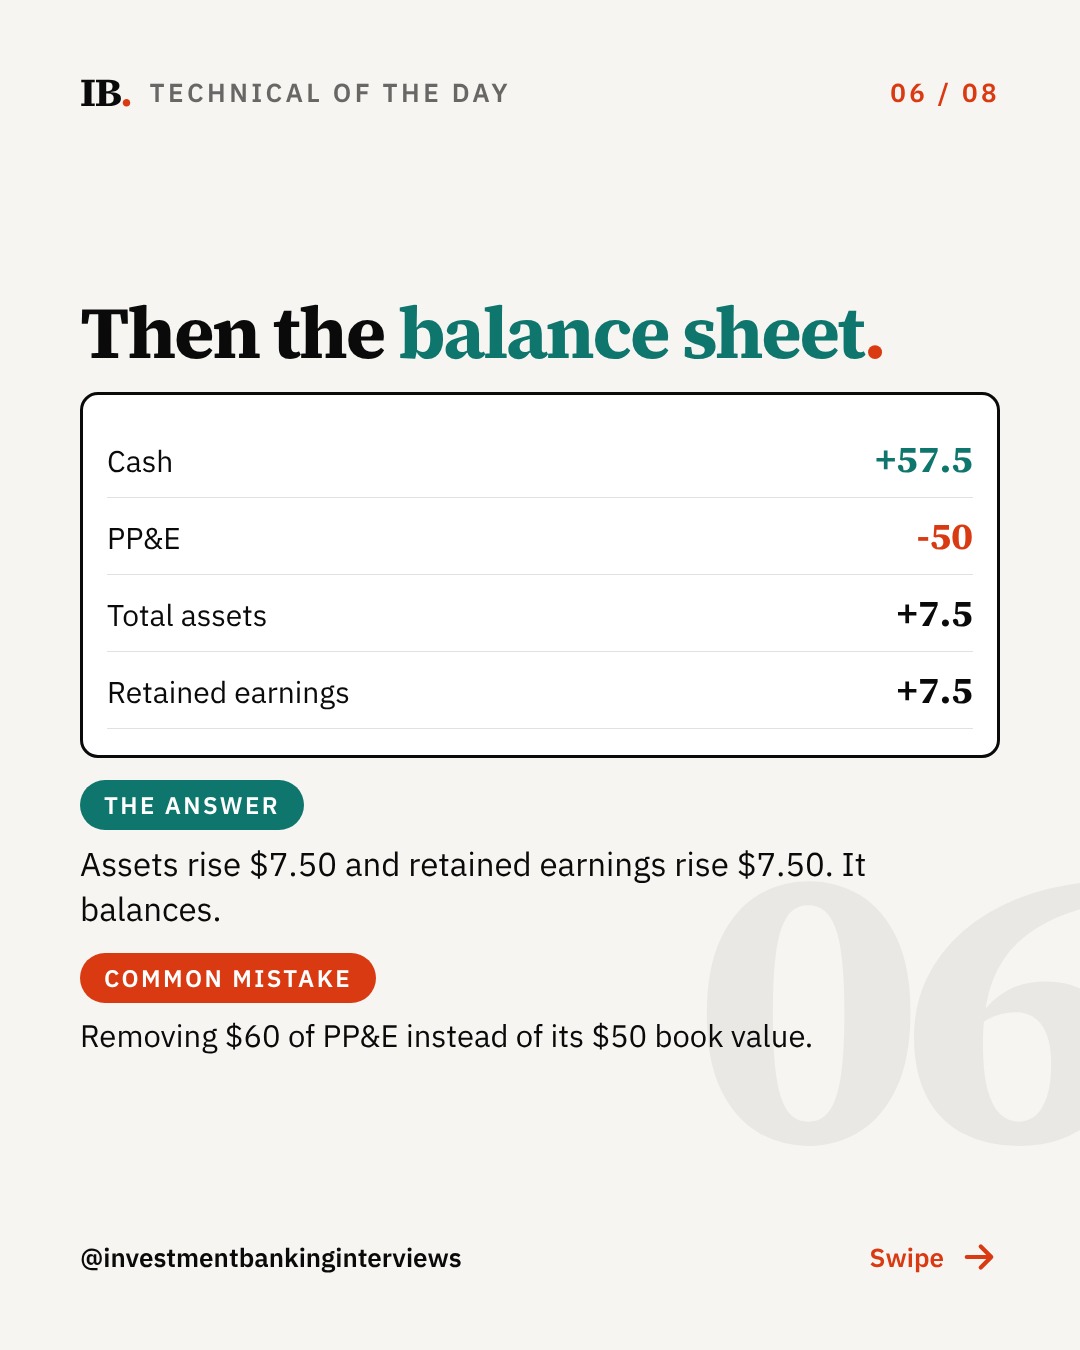 IB. TECHNICAL OF THE DAY 06 / 08
Then the balance sheet.
Cash +57.5
PP&E -50
Total assets +7.5
Retained earnings +7.5
THE ANSWER
Assets rise $7.50 and retained earnings rise $7.50. It
balances.
COMMON MISTAKE
Removing $60 of PP&E instead of its $50 book value.
06
@investmentbankinginterviews Swipe →